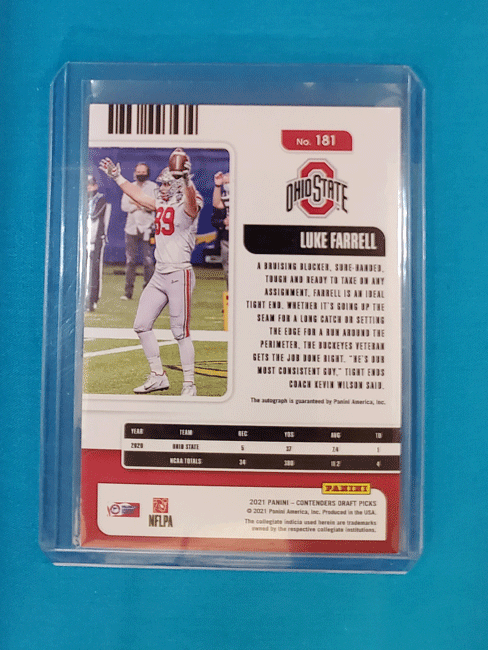 No. 181
OHIO STATE
LUKE FARRELL
89
A BRUISING BLOCKER, SURE-HANDED,
TOUGH AND READY TO TAKE ON ANY
ASSIGNMENT, FARRELL IS AN IDEAL
TIGHT END. WHETHER IT'S GOING UP THE
SEAM FOR A LONG CATCH OR SETTING
THE EDGE FOR A RUN AROUND THE
PERIMETER, THE BUCKEYES VETERAN
GETS THE JOB DONE RIGHT. "HE'S OUR
MOST CONSISTENT GUY," TIGHT ENDS
COACH KEVIN WILSON SAID.
The autograph is guaranteed by Panini America, Inc.
YEAR TEAM REC YDS AVG TD
2020 OHIO STATE 5 1
NCAA TOTALS 34 4
PANINI
2021 PANINI – CONTENDERS DRAFT PICKS
© 2021 Panini America, Inc. Produced in the USA.
The collegiate indicia used herein are trademarks
owned by the respective collegiate institutions.
NFLPA